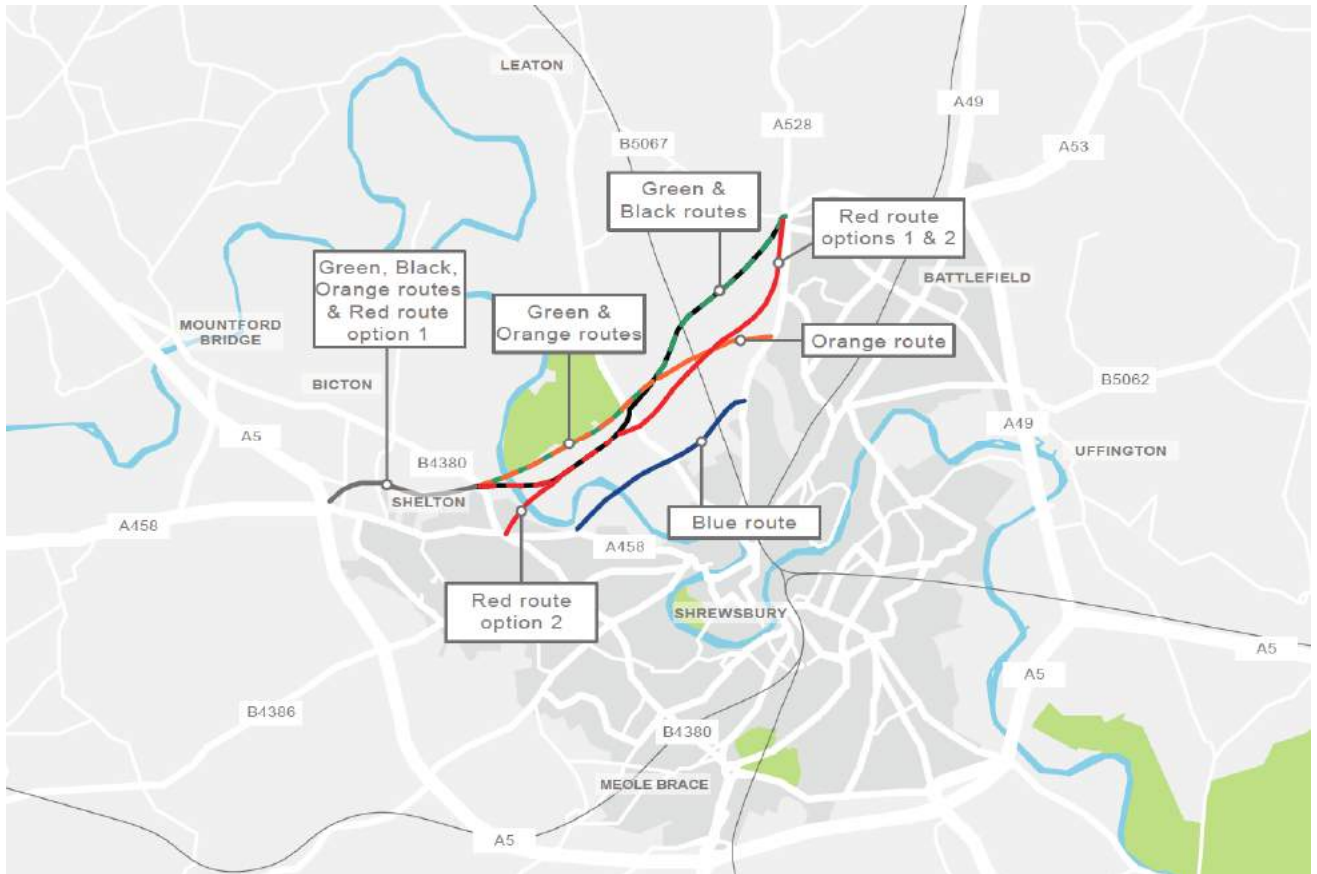 LEATON
A49
B5067
A528
A53
Green &
Black routes
Red route
options 1 & 2
Green, Black,
Orange routes
& Red route
option 1
BATTLEFIELD
Green &
Orange routes
MOUNTFORD
BRIDGE
Orange route
BICTON
B5062
A5
A49
UFFINGTON
B4380
SHELTON
A458
Blue route
A458
Red route
option 2
SHREWSBURY
A5
A5
B4386
B4380
MEOLE BRACE
A5